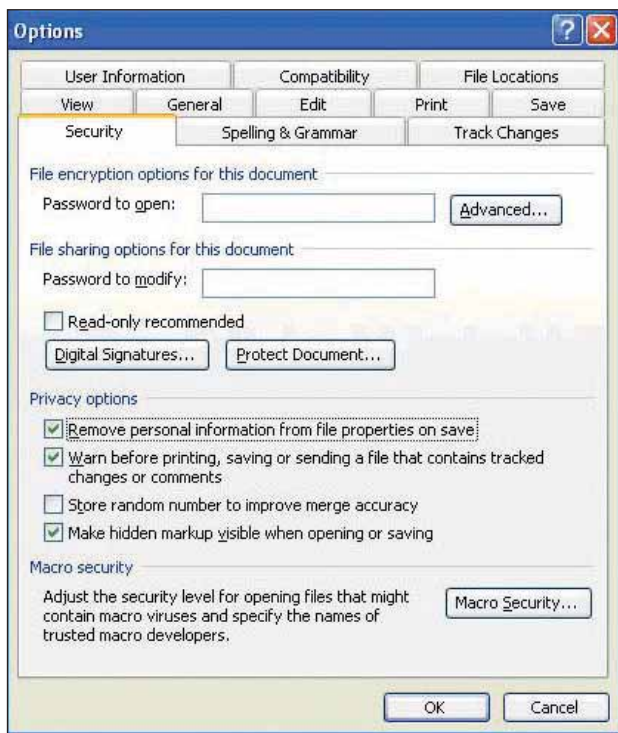 Options
User Information Compatibility File Locations
View General Edit Print Save
Security Spelling & Grammar Track Changes
File encryption options for this document
Password to open: Advanced...
File sharing options for this document
Password to modify:
Read-only recommended
Digital Signatures... Protect Document...
Privacy options
Remove personal information from file properties on save
Warn before printing, saving or sending a file that contains tracked
changes or comments
Store random number to improve merge accuracy
Make hidden markup visible when opening or saving
Macro security
Adjust the security level for opening files that might
contain macro viruses and specify the names of
trusted macro developers.
Macro Security...
OK Cancel